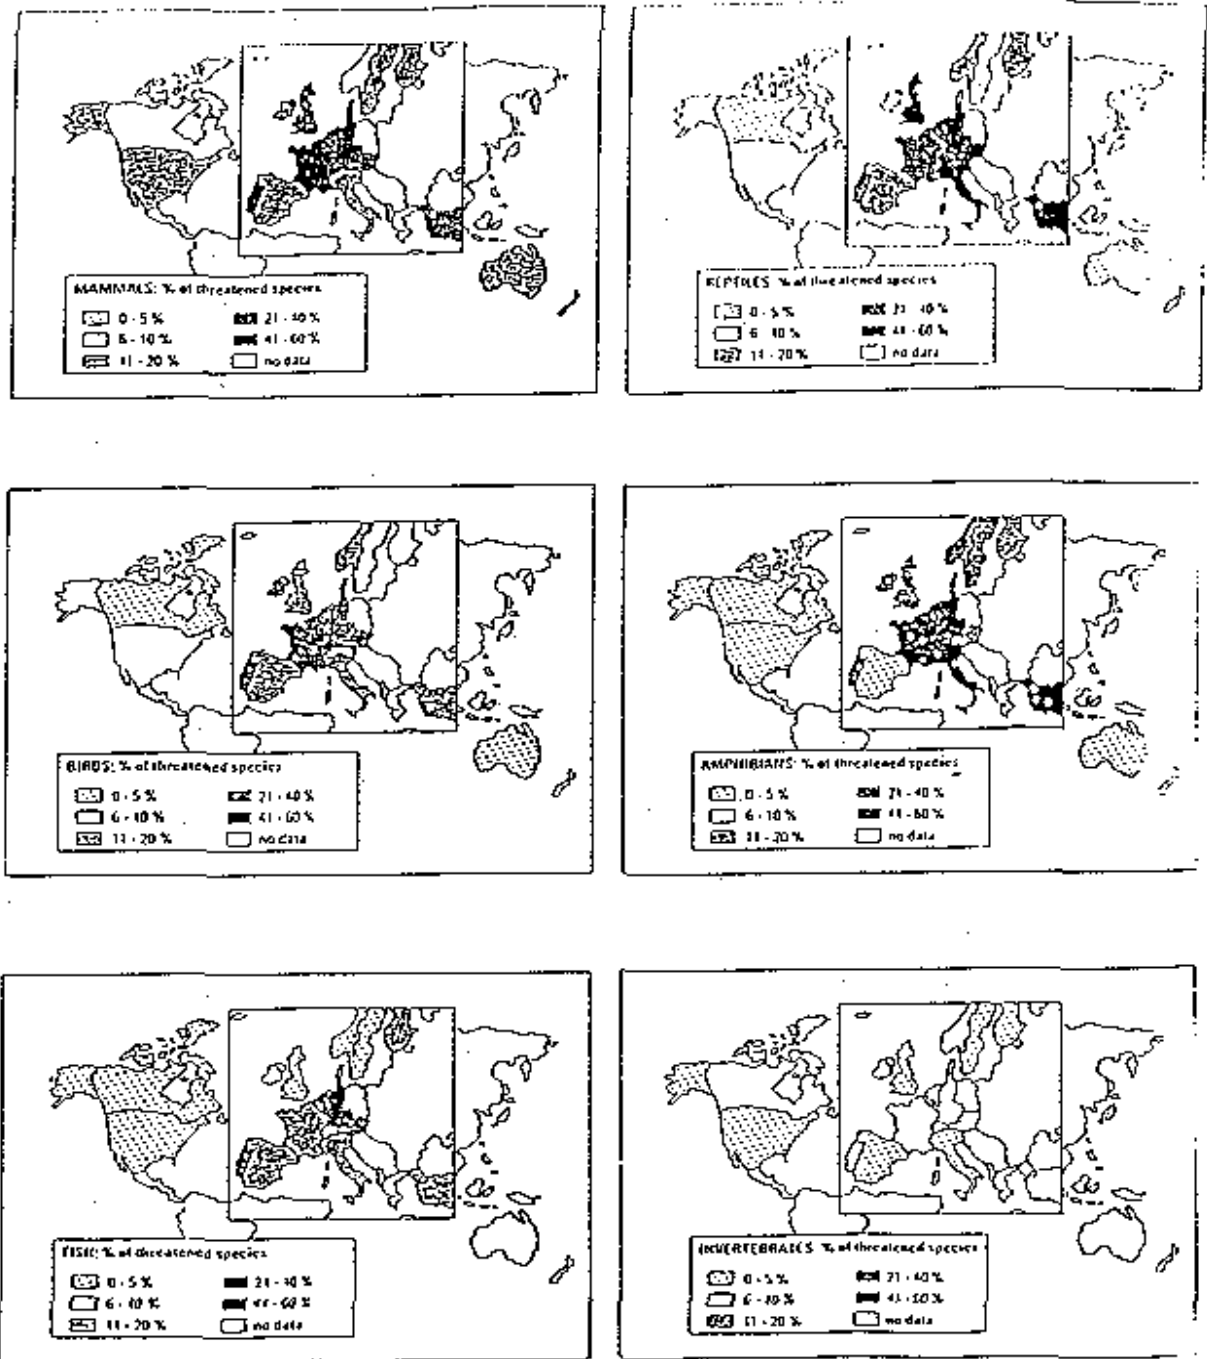 MAMMALS: % of threatened species
0 - 5 % 21 - 40 %
6 - 10 % 41 - 60 %
11 - 20 % no data
REPTILES: % of threatened species
0 - 5 % 21 - 40 %
6 - 10 % 41 - 60 %
11 - 20 % no data
BIRDS: % of threatened species
0 - 5 % 21 - 40 %
6 - 10 % 41 - 60 %
11 - 20 % no data
AMPHIBIANS: % of threatened species
0 - 5 % 21 - 40 %
6 - 10 % 41 - 60 %
11 - 20 % no data
FISH: % of threatened species
0 - 5 % 21 - 40 %
6 - 10 % 41 - 60 %
11 - 20 % no data
INVERTEBRATES: % of threatened species
0 - 5 % 21 - 40 %
6 - 10 % 41 - 60 %
11 - 20 % no data